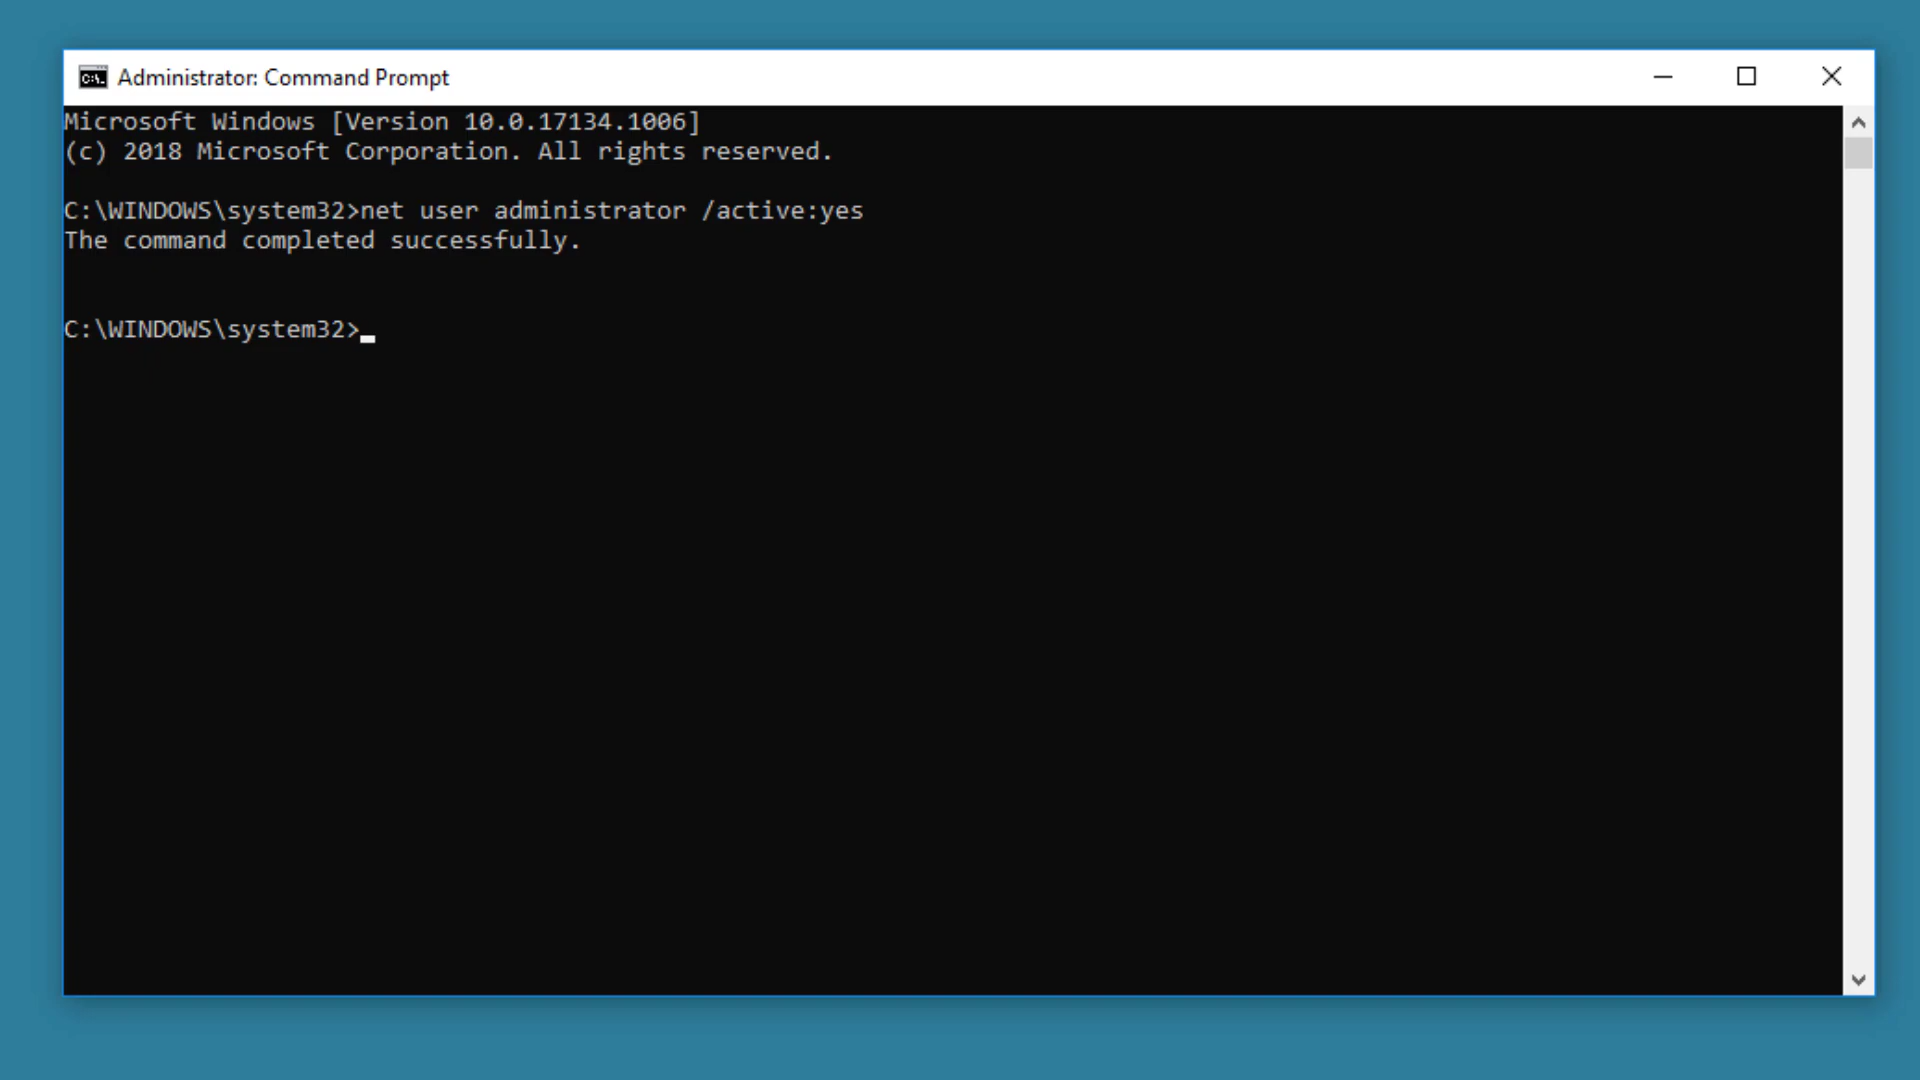 Administrator: Command Prompt
Microsoft Windows [Version 10.0.17134.1006]
(c) 2018 Microsoft Corporation. All rights reserved.
C:\WINDOWS\system32>net user administrator /active:yes
The command completed successfully.
C:\WINDOWS\system32>